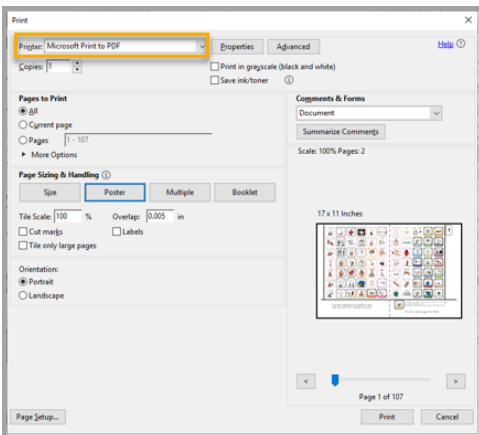 Print
Printer: Microsoft Print to PDF Properties Advanced Help
Copies: 1 Print in grayscale (black and white)
Save ink/toner
Pages to Print
All
Current page
Pages 1 - 107
More Options
Page Sizing & Handling
Size Poster Multiple Booklet
Tile Scale: 100 % Overlap: 0.005 in
Cut marks Labels
Tile only large pages
Orientation:
Portrait
Landscape
Comments & Forms
Document
Summarize Comments
Scale: 100% Pages: 2
17 x 11 Inches
1
< >
Page 1 of 107
Page Setup... Print Cancel